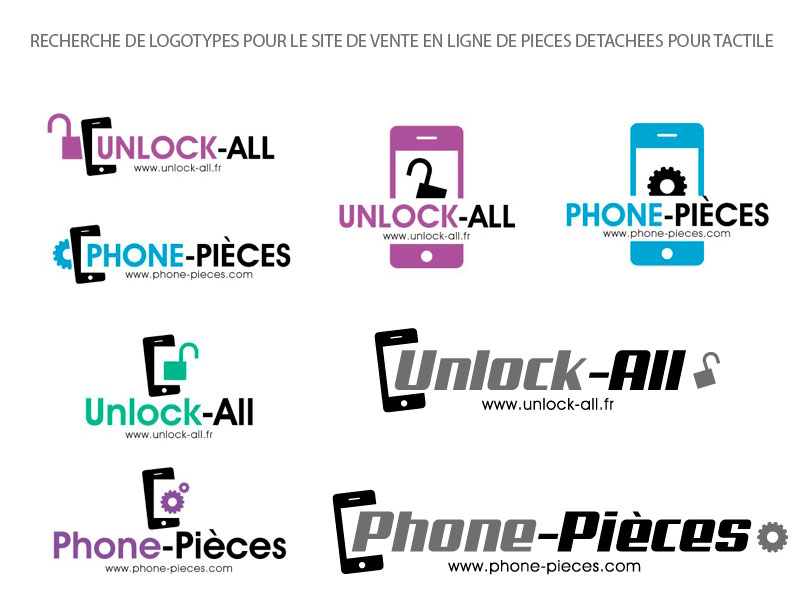 RECHERCHE DE LOGOTYPES POUR LE SITE DE VENTE EN LIGNE DE PIECES DETACHEES POUR TACTILE
UNLOCK-ALL
www.unlock-all.fr
PHONE-PIÈCES
www.phone-pieces.com
UNLOCK-ALL
www.unlock-all.fr
PHONE-PIÈCES
www.phone-pieces.com
Unlock-All
www.unlock-all.fr
Unlock-All
www.unlock-all.fr
Phone-Pièces
www.phone-pieces.com
Phone-Pièces
www.phone-pieces.com